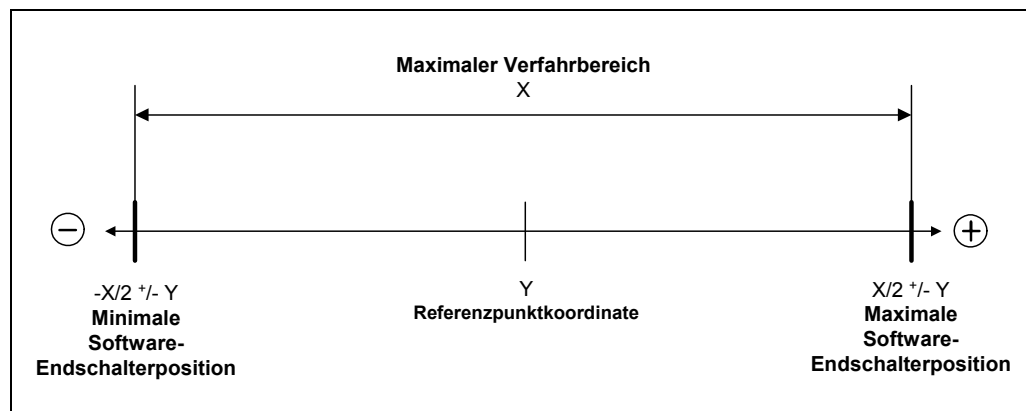 Maximaler Verfahrbereich
X
-X/2 +/- Y
Minimale
Software-
Endschalterposition
Y
Referenzpunktkoordinate
X/2 +/- Y
Maximale
Software-
Endschalterposition